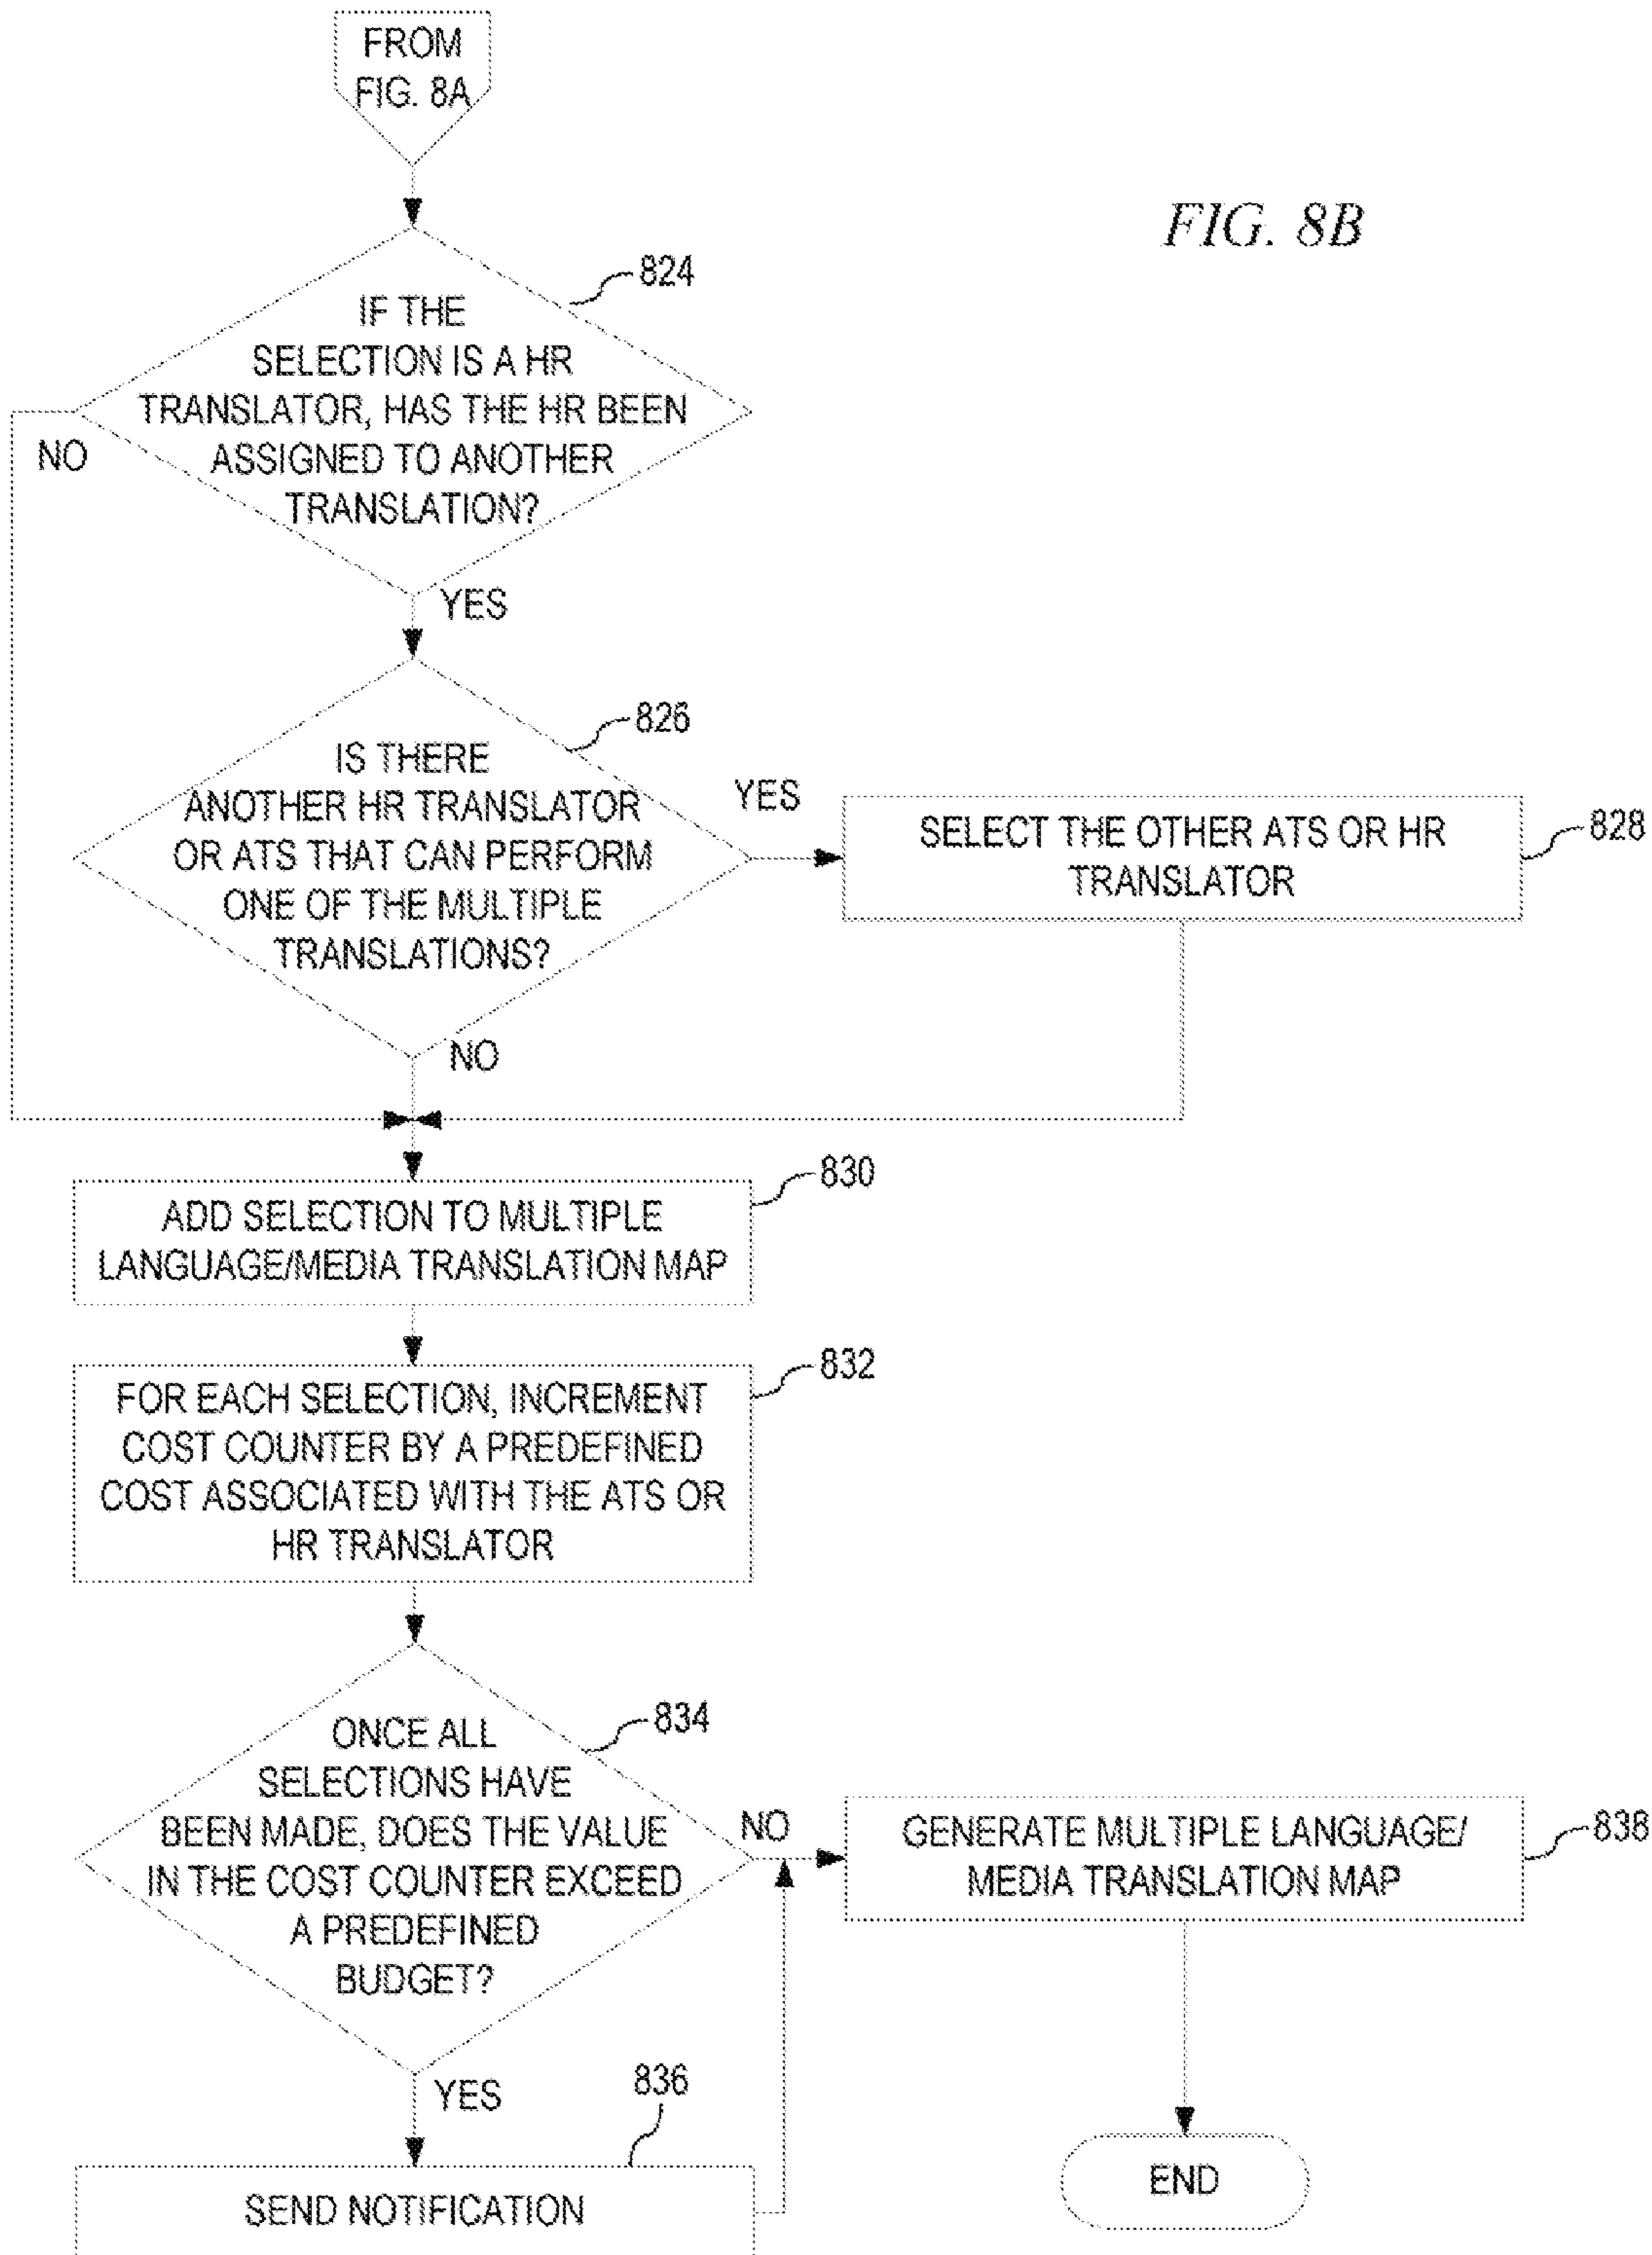 FROM
FIG. 8A
FIG. 8B
824
IF THE
SELECTION IS A HR
TRANSLATOR, HAS THE HR BEEN
ASSIGNED TO ANOTHER
TRANSLATION?
NO
YES
826
IS THERE
ANOTHER HR TRANSLATOR
OR ATS THAT CAN PERFORM
ONE OF THE MULTIPLE
TRANSLATIONS?
YES
SELECT THE OTHER ATS OR HR
TRANSLATOR
828
NO
830
ADD SELECTION TO MULTIPLE
LANGUAGE/MEDIA TRANSLATION MAP
832
FOR EACH SELECTION, INCREMENT
COST COUNTER BY A PREDEFINED
COST ASSOCIATED WITH THE ATS OR
HR TRANSLATOR
834
ONCE ALL
SELECTIONS HAVE
BEEN MADE, DOES THE VALUE
IN THE COST COUNTER EXCEED
A PREDEFINED
BUDGET?
NO
GENERATE MULTIPLE LANGUAGE/
MEDIA TRANSLATION MAP
838
YES
836
SEND NOTIFICATION
END